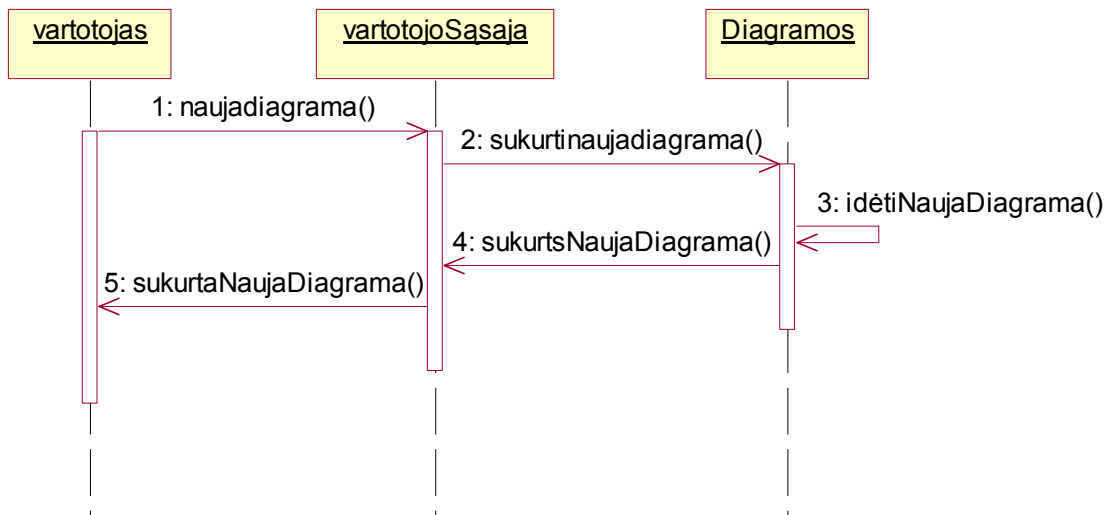 vartotojas
vartotojoSąsaja
Diagramos
1: naujadiagrama()
2: sukurtinaujadiagrama()
3: idėtiNaujaDiagrama()
4: sukurtsNaujaDiagrama()
5: sukurtaNaujaDiagrama()